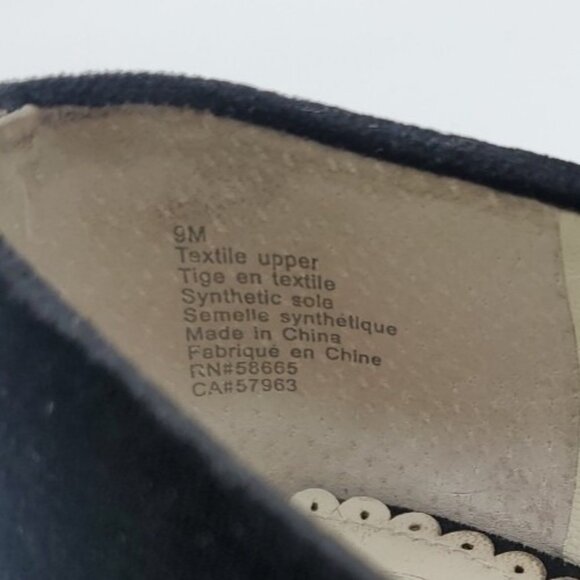 9M
Textile upper
Tige en textile
Synthetic sole
Semelle synthétique
Made in China
Fabriqué en Chine
RN#58665
CA#57963